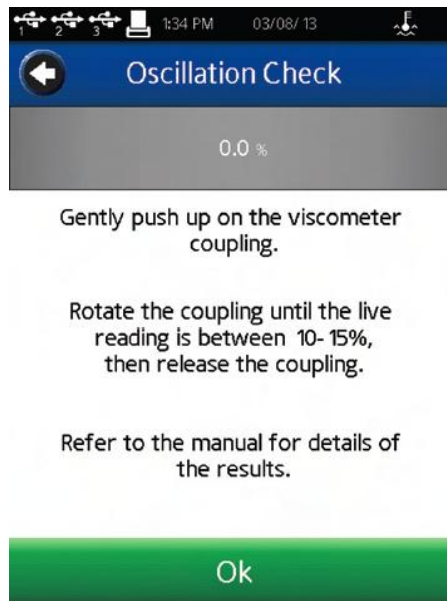 1 2 3 1:34 PM 03/08/ 13
Oscillation Check
0.0 %
Gently push up on the viscometer
coupling.
Rotate the coupling until the live
reading is between 10-15%,
then release the coupling.
Refer to the manual for details of
the results.
Ok